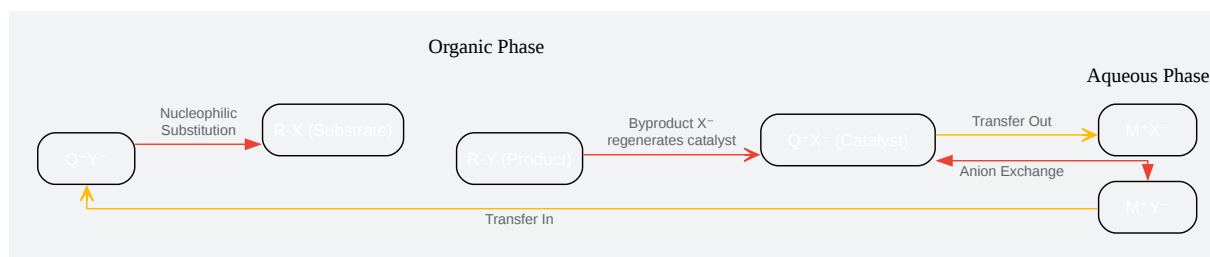 Organic Phase
Aqueous Phase
Nucleophilic
Substitution
R-X (Substrate)
Q⁺Y⁻
R-Y (Product)
Byproduct X⁻
regenerates catalyst
Q⁺X⁻ (Catalyst)
Transfer Out
M⁺X⁻
Anion Exchange
M⁺Y⁻
Transfer In